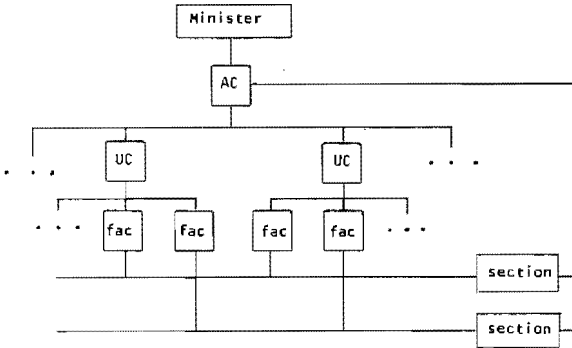 Minister
AC
UC
UC
. . .
. . .
. . .
fac
fac
fac
fac
. . .
section
section